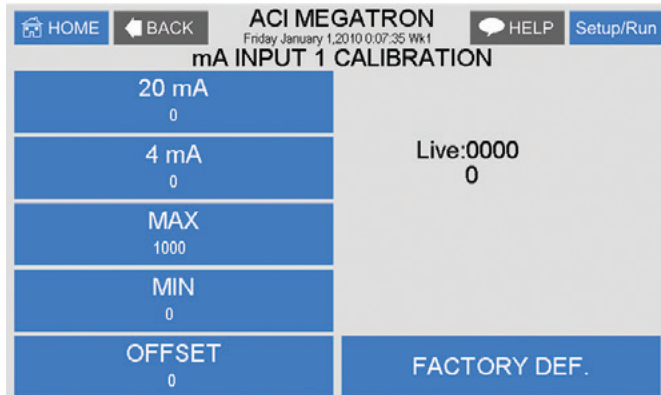 HOME
BACK
ACI MEGATRON
Friday January 1,2010 0:07:35 Wk1
HELP
Setup/Run
mA INPUT 1 CALIBRATION
20 mA
0
4 mA
0
MAX
1000
MIN
0
OFFSET
0
Live:0000
0
FACTORY DEF.